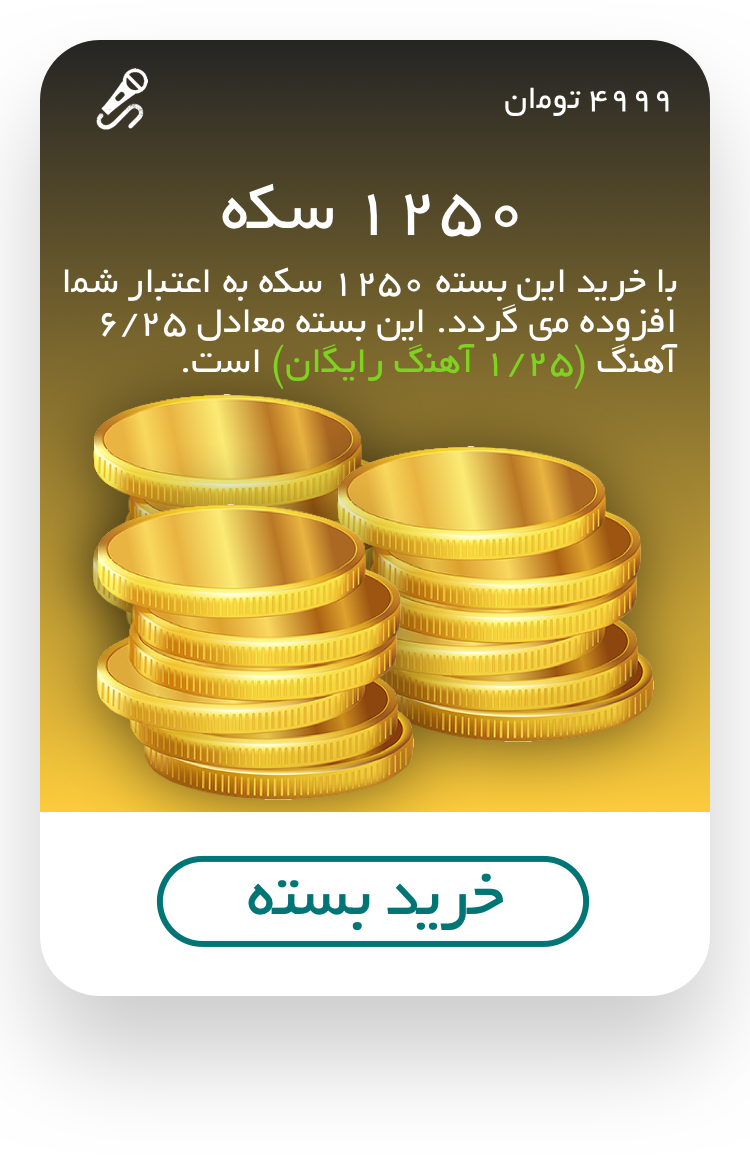 ۴۹۹۹ تومان
۱۲۵۰ سکه
با خرید این بسته ۱۲۵۰ سکه به اعتبار شما
افزوده می گردد. این بسته معادل ۶/۲۵
آهنگ (۱/۲۵ آهنگ رایگان) است.
خرید بسته